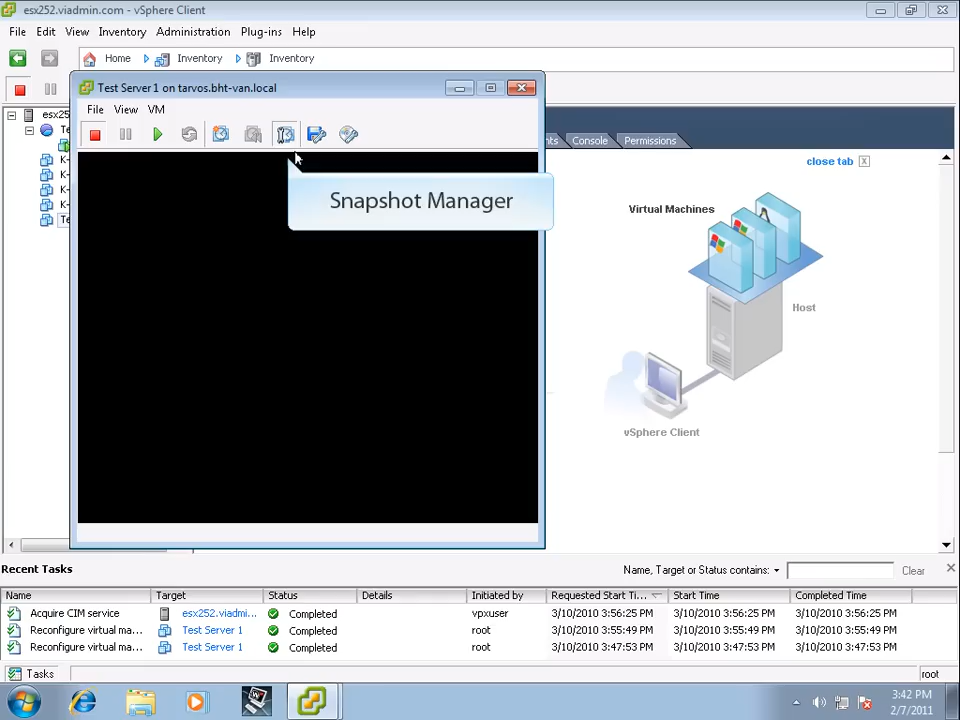 esx252.viadmin.com - vSphere Client
File Edit View Inventory Administration Plug-ins Help
Home Inventory Inventory
Test Server 1 on tarvos.bht-van.local
File View VM
esx25
Te
K-
K-
K-
K-
Te
nts Console Permissions
close tab x
Snapshot Manager
Virtual Machines
Host
vSphere Client
Recent Tasks
Name, Target or Status contains: Clear
Name Target Status Details Initiated by Requested Start Ti... Start Time Completed Time
Acquire CIM service esx252.viadmi... Completed vpxuser 3/10/2010 3:56:25 PM 3/10/2010 3:56:25 PM 3/10/2010 3:56:25 PM
Reconfigure virtual ma... Test Server 1 Completed root 3/10/2010 3:55:49 PM 3/10/2010 3:55:49 PM 3/10/2010 3:55:49 PM
Reconfigure virtual ma... Test Server 1 Completed root 3/10/2010 3:47:53 PM 3/10/2010 3:47:53 PM 3/10/2010 3:47:53 PM
Tasks root
3:42 PM
2/7/2011